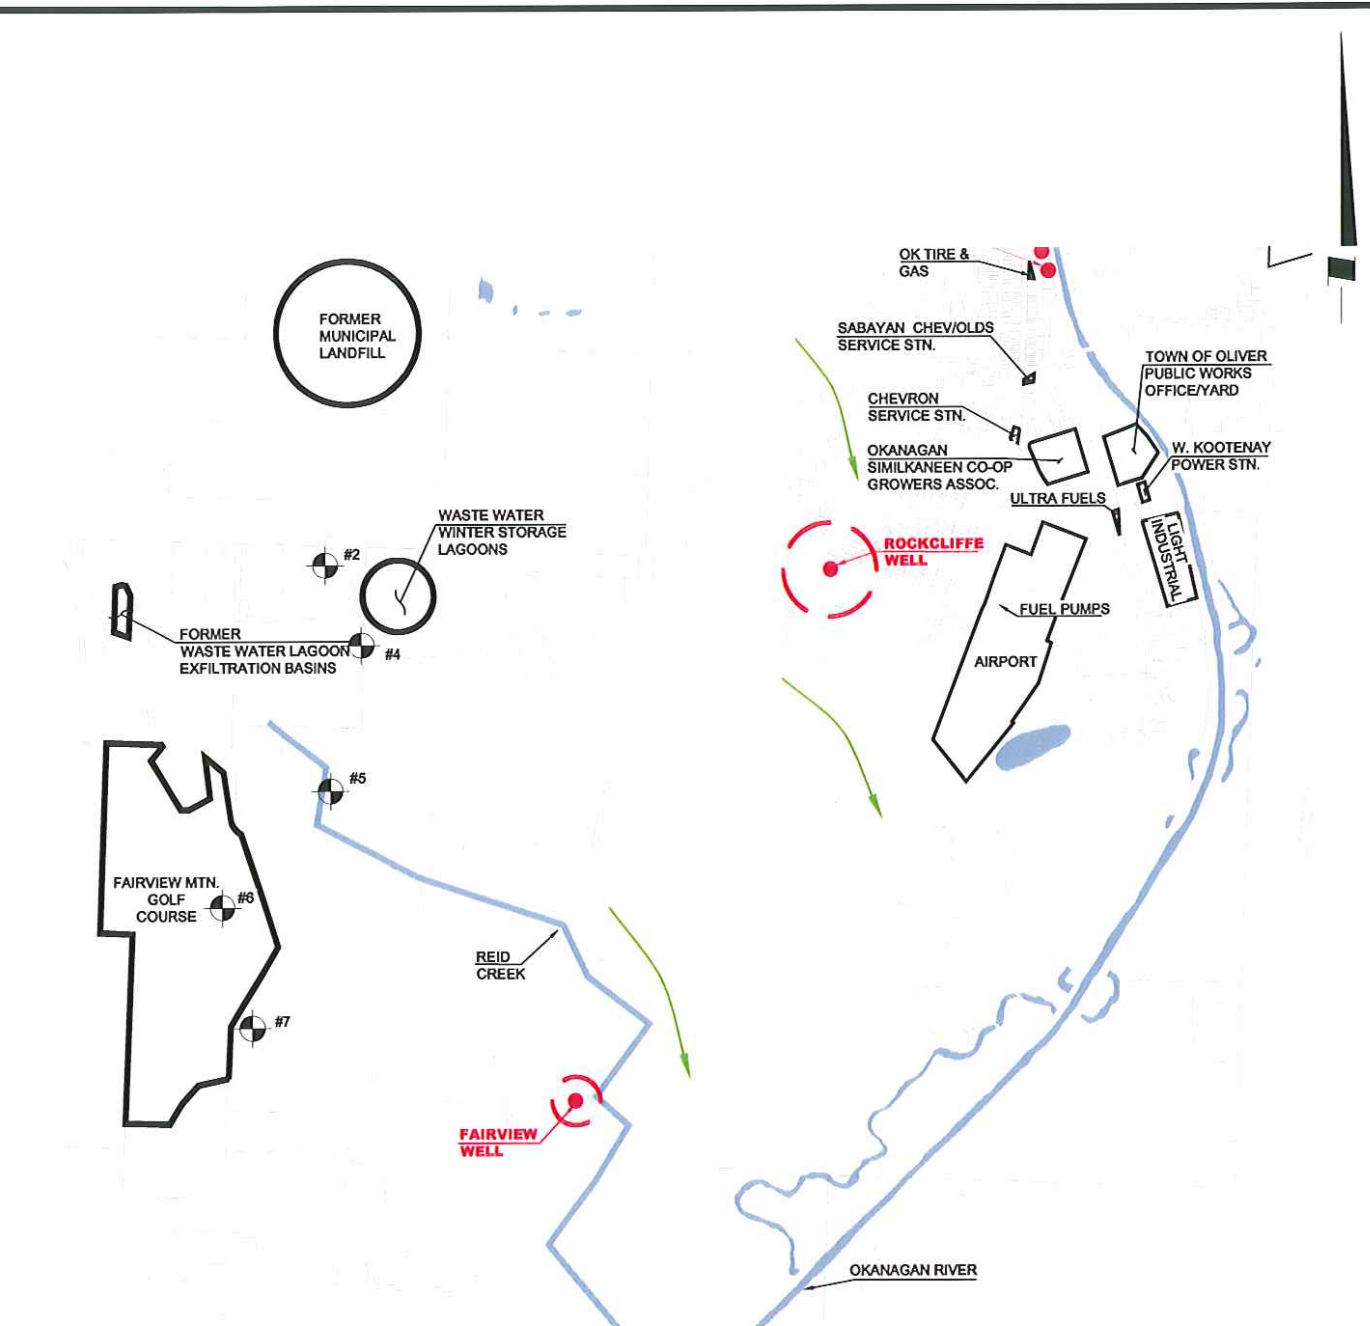 OK TIRE &
GAS
FORMER
MUNICIPAL
LANDFILL
SABAYAN CHEV/OLDS
SERVICE STN.
TOWN OF OLIVER
PUBLIC WORKS
OFFICE/YARD
CHEVRON
SERVICE STN.
OKANAGAN
SIMILKANEEN CO-OP
GROWERS ASSOC.
W. KOOTENAY
POWER STN.
ULTRA FUELS
WASTE WATER
WINTER STORAGE
LAGOONS
LIGHT
INDUSTRIAL
ROCKCLIFFE
WELL
#2
FUEL PUMPS
FORMER
WASTE WATER LAGOON
EXFILTRATION BASINS
#4
AIRPORT
#5
FAIRVIEW MTN.
GOLF
COURSE
#6
REID
CREEK
#7
FAIRVIEW
WELL
OKANAGAN RIVER